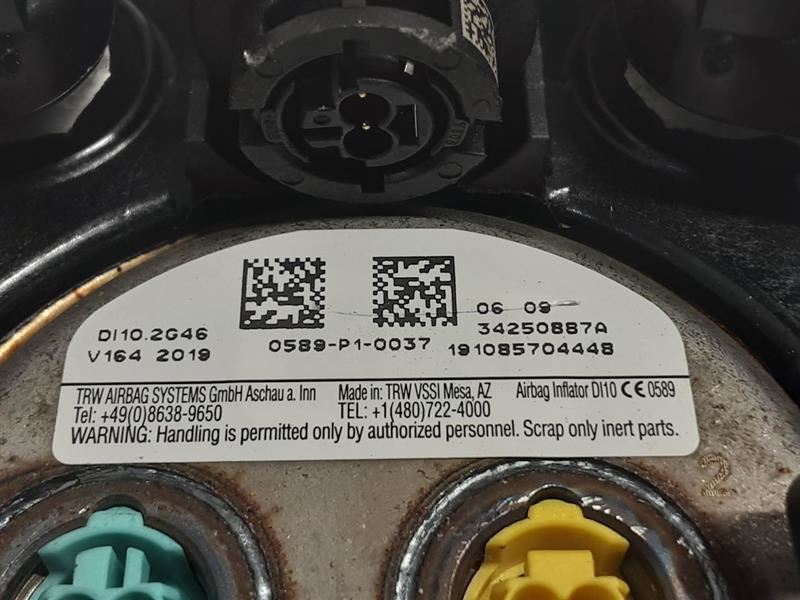 DI10.2G46
V164 2019
0589-P1-0037
06 09
34250887A
191085704448
TRW AIRBAG SYSTEMS GmbH Aschau a. Inn
Tel: +49(0)8638-9650
Made in: TRW VSSI Mesa, AZ
TEL: +1(480)722-4000
Airbag Inflator DI10 CE 0589
WARNING: Handling is permitted only by authorized personnel. Scrap only inert parts.